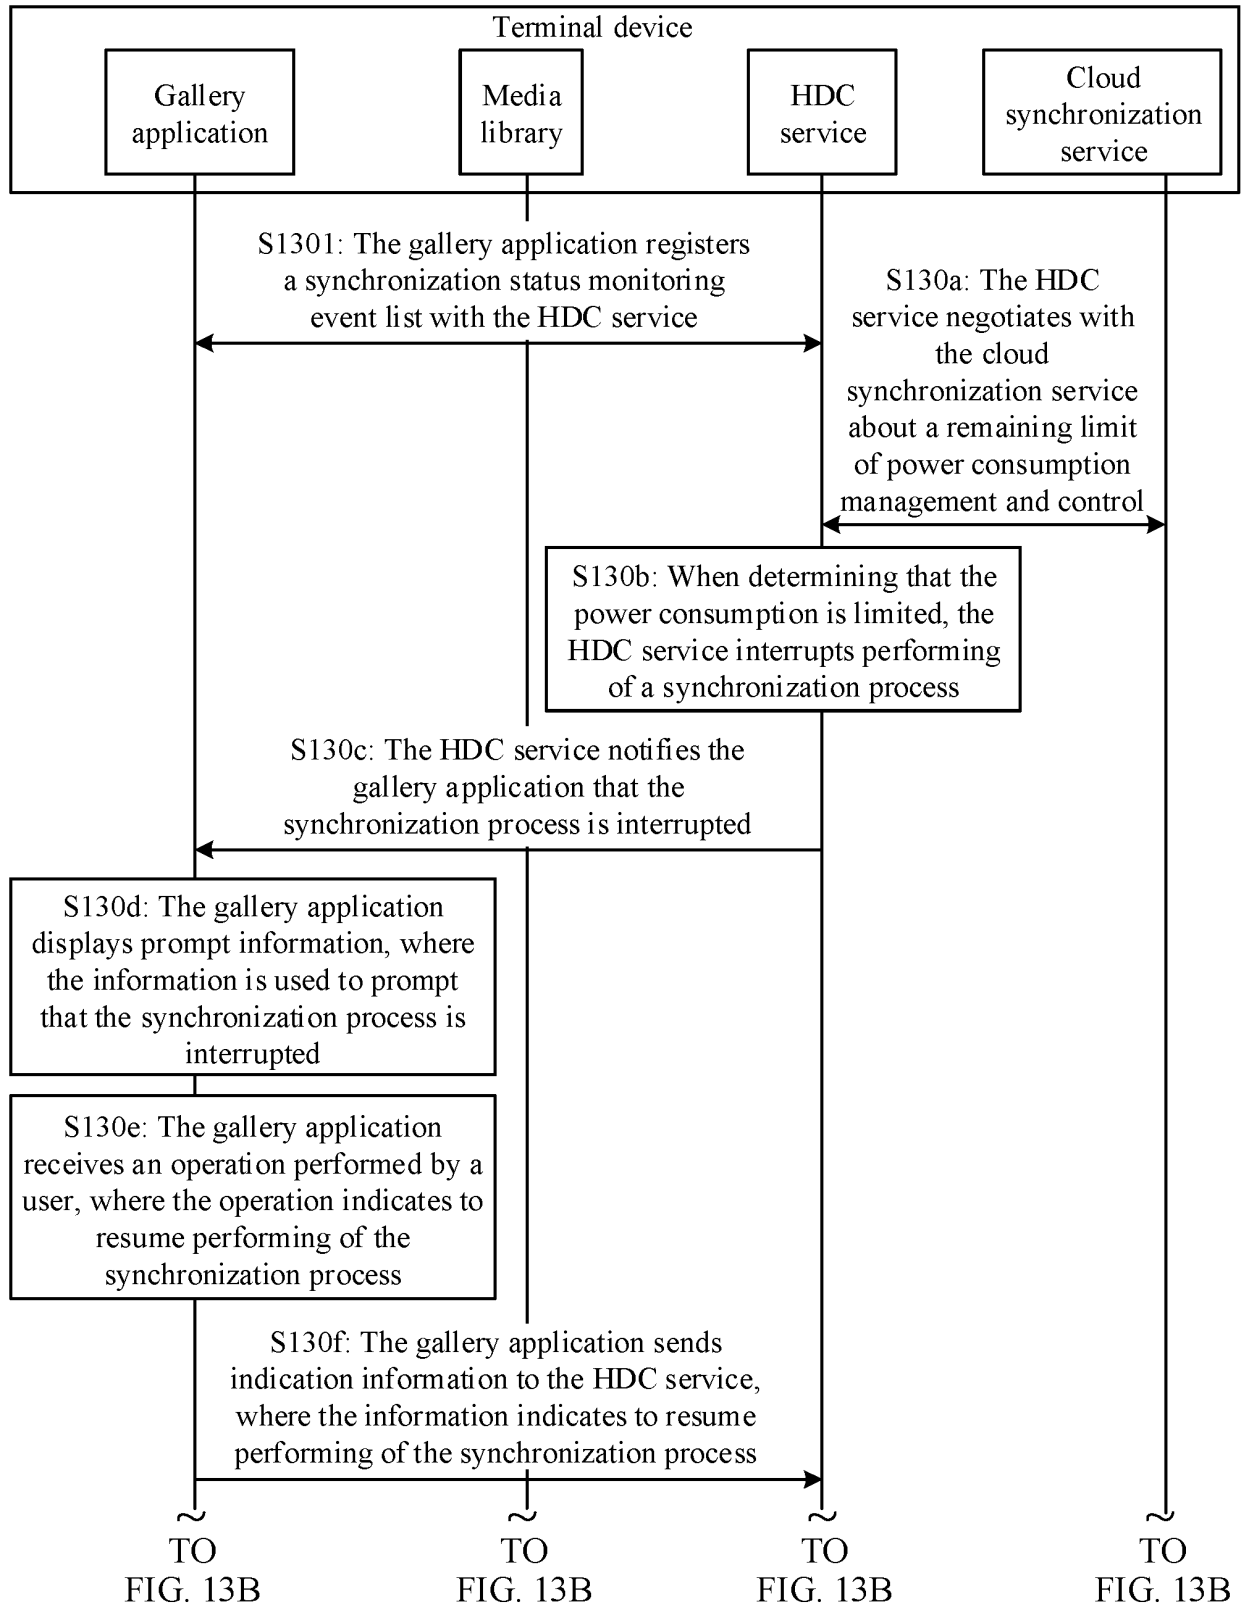 Terminal device
Gallery
application
Media
library
HDC
service
Cloud
synchronization
service
S1301: The gallery application registers
a synchronization status monitoring
event list with the HDC service
S130a: The HDC
service negotiates with
the cloud
synchronization service
about a remaining limit
of power consumption
management and control
S130b: When determining that the
power consumption is limited, the
HDC service interrupts performing
of a synchronization process
S130c: The HDC service notifies the
gallery application that the
synchronization process is interrupted
S130d: The gallery application
displays prompt information, where
the information is used to prompt
that the synchronization process is
interrupted
S130e: The gallery application
receives an operation performed by a
user, where the operation indicates to
resume performing of the
synchronization process
S130f: The gallery application sends
indication information to the HDC service,
where the information indicates to resume
performing of the synchronization process
TO
FIG. 13B
TO
FIG. 13B
TO
FIG. 13B
TO
FIG. 13B